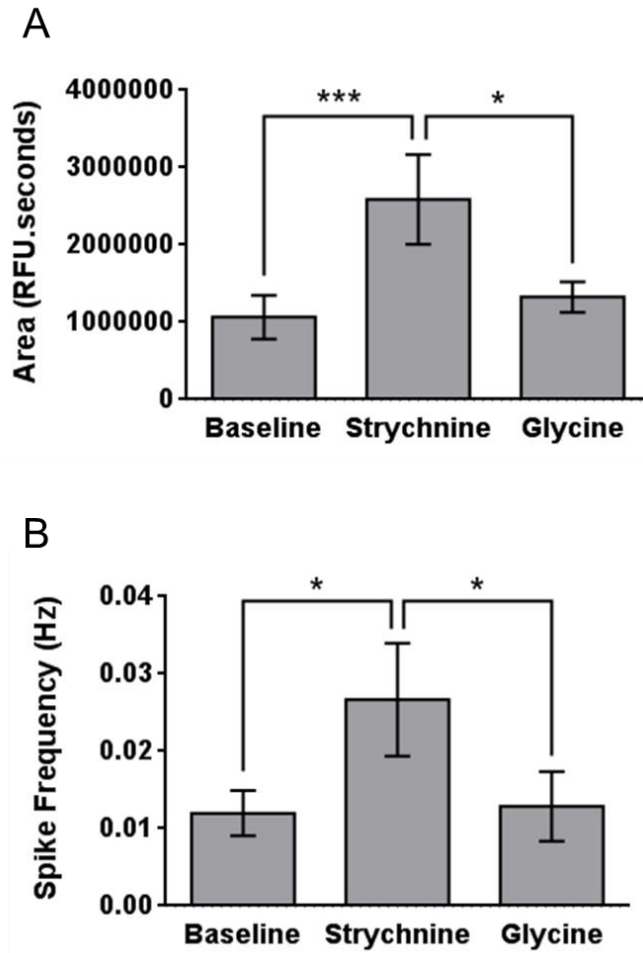 A
Area (RFU.seconds)
4000000
3000000
2000000
1000000
0
***
*
Baseline Strychnine Glycine
B
Spike Frequency (Hz)
0.04
0.03
0.02
0.01
0.00
*
*
Baseline Strychnine Glycine